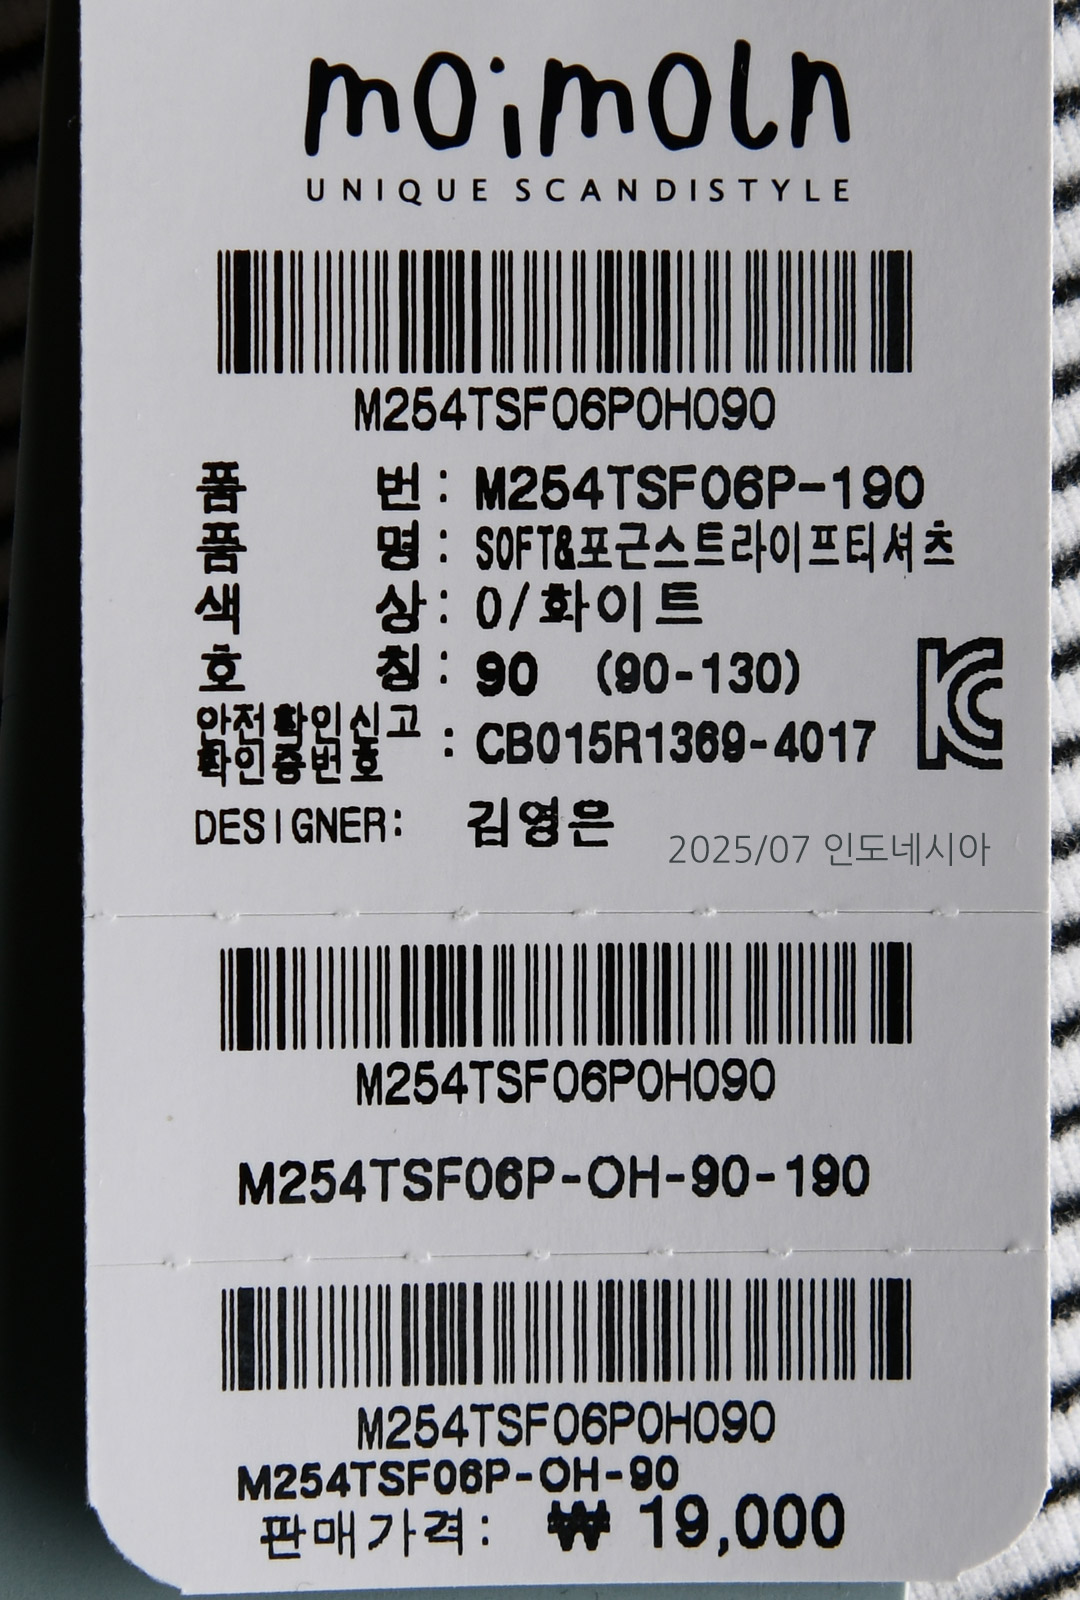 moimoln
UNIQUE SCANDISTYLE
M254TSF06P0H090
품 번 : M254TSF06P-190
품 명 : SOFT&포근스트라이프티셔츠
색 상 : 0/화이트
호 칭 : 90 (90-130)
안전확인신고
확인증번호 : CB015R1369-4017
DESIGNER: 김영은
2025/07 인도네시아
M254TSF06P0H090
M254TSF06P-OH-90-190
M254TSF06P0H090
M254TSF06P-OH-90
판매가격: ₩ 19,000